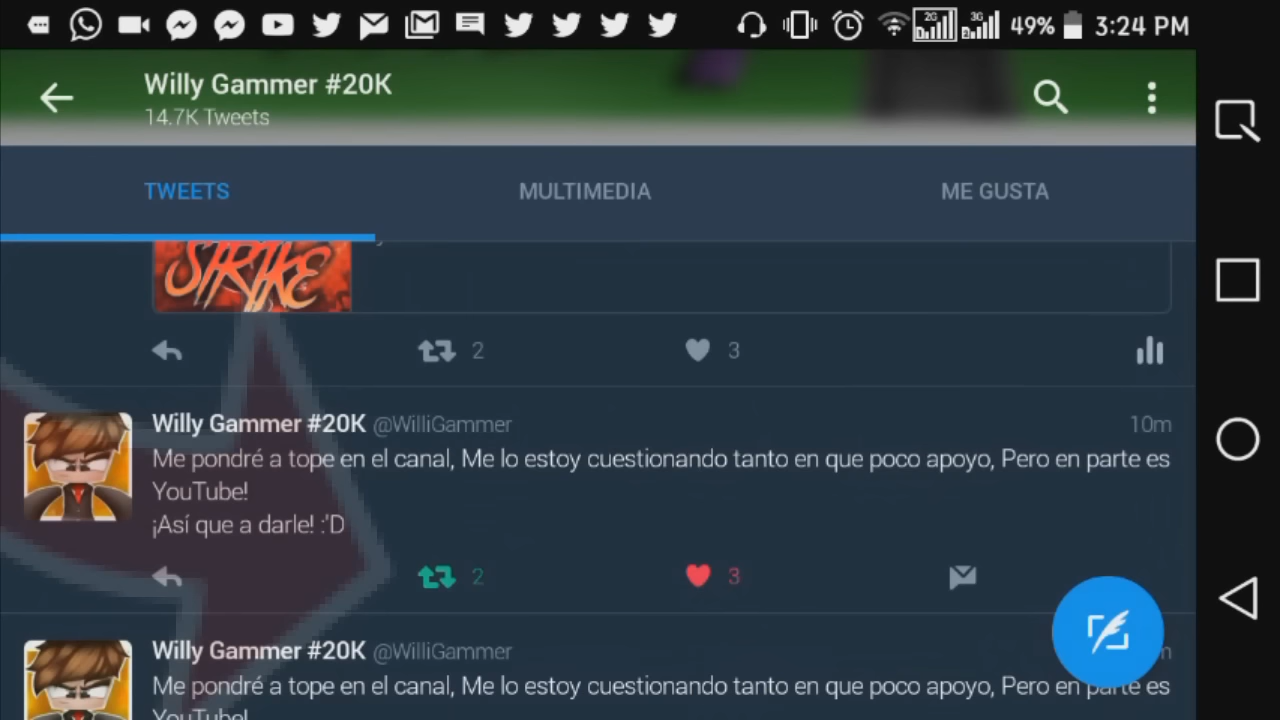 2G 3G 49% 3:24 PM
Willy Gammer #20K
14.7K Tweets
TWEETS MULTIMEDIA ME GUSTA
STRIKE
2 3
Willy Gammer #20K @WilliGammer 10m
Me pondré a tope en el canal, Me lo estoy cuestionando tanto en que poco apoyo, Pero en parte es
YouTube!
¡Así que a darle! :'D
2 3
Willy Gammer #20K @WilliGammer
Me pondré a tope en el canal, Me lo estoy cuestionando tanto en que poco apoyo, Pero en parte es
YouTube!